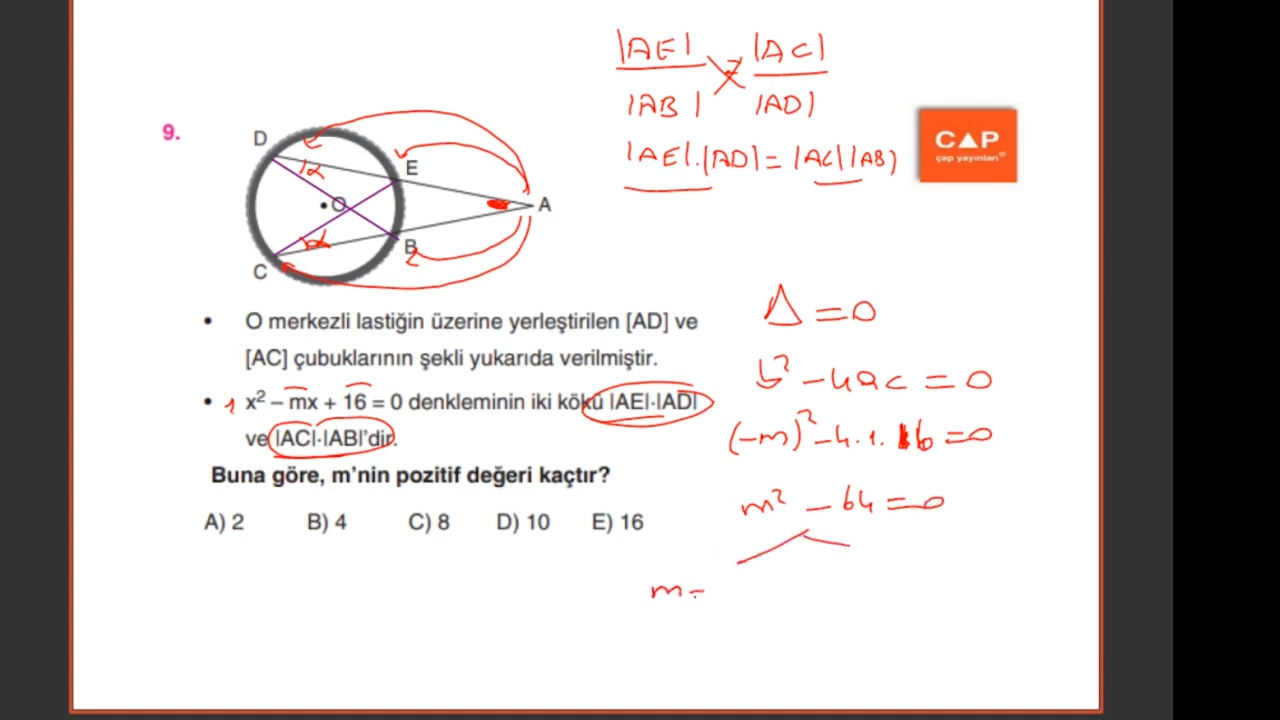 9.
D
E
O
A
B
C
α
α
|AE| |AC|
=
|AB| |AD|
|AE|.|AD| = |AC||AB|
ÇAP
çap yayınları®
• O merkezli lastiğin üzerine yerleştirilen [AD] ve
[AC] çubuklarının şekli yukarıda verilmiştir.
• 1 x² – mx + 16 = 0 denkleminin iki kökü |AE|·|AD|
ve |AC|·|AB|'dir.
Buna göre, m'nin pozitif değeri kaçtır?
A) 2 B) 4 C) 8 D) 10 E) 16
Δ = 0
b² – 4ac = 0
(–m)² – 4.1.16 = 0
m² – 64 = 0
m =